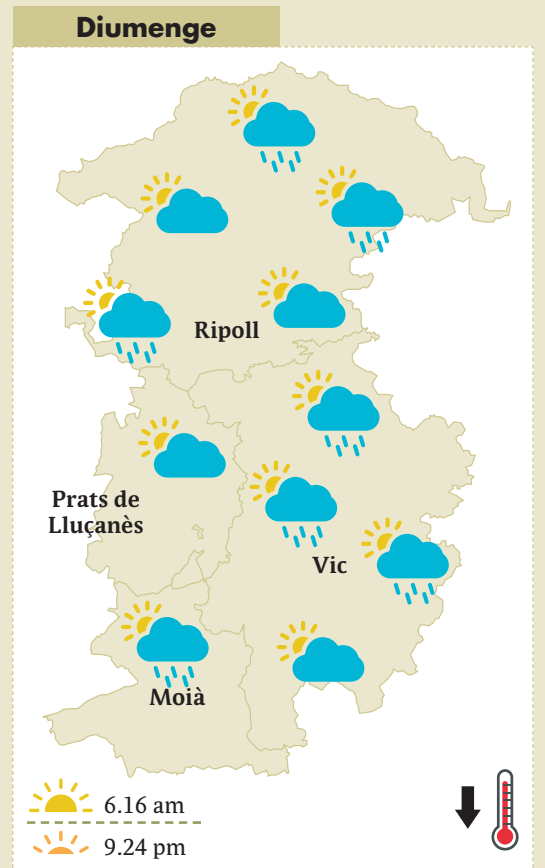 Diumenge
Ripoll
Prats de
Lluçanès
Vic
Moià
6.16 am
9.24 pm